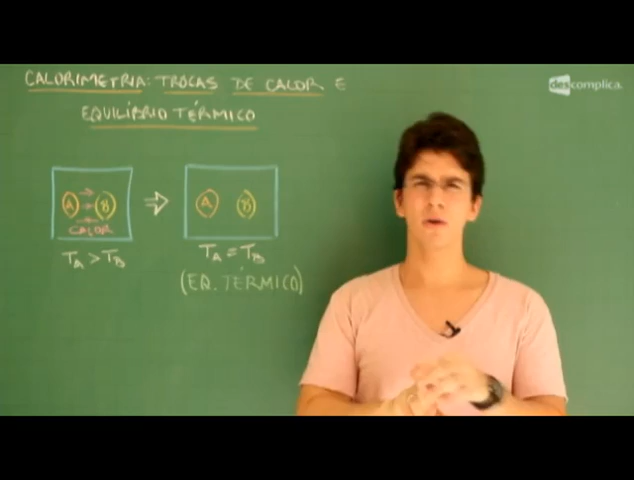 CALORIMETRIA: TROCAS DE CALOR E
EQUILÍBRIO TÉRMICO
descomplica.
A B
CALOR
TA > TB
A B
TA = TB
(EQ. TÉRMICO)